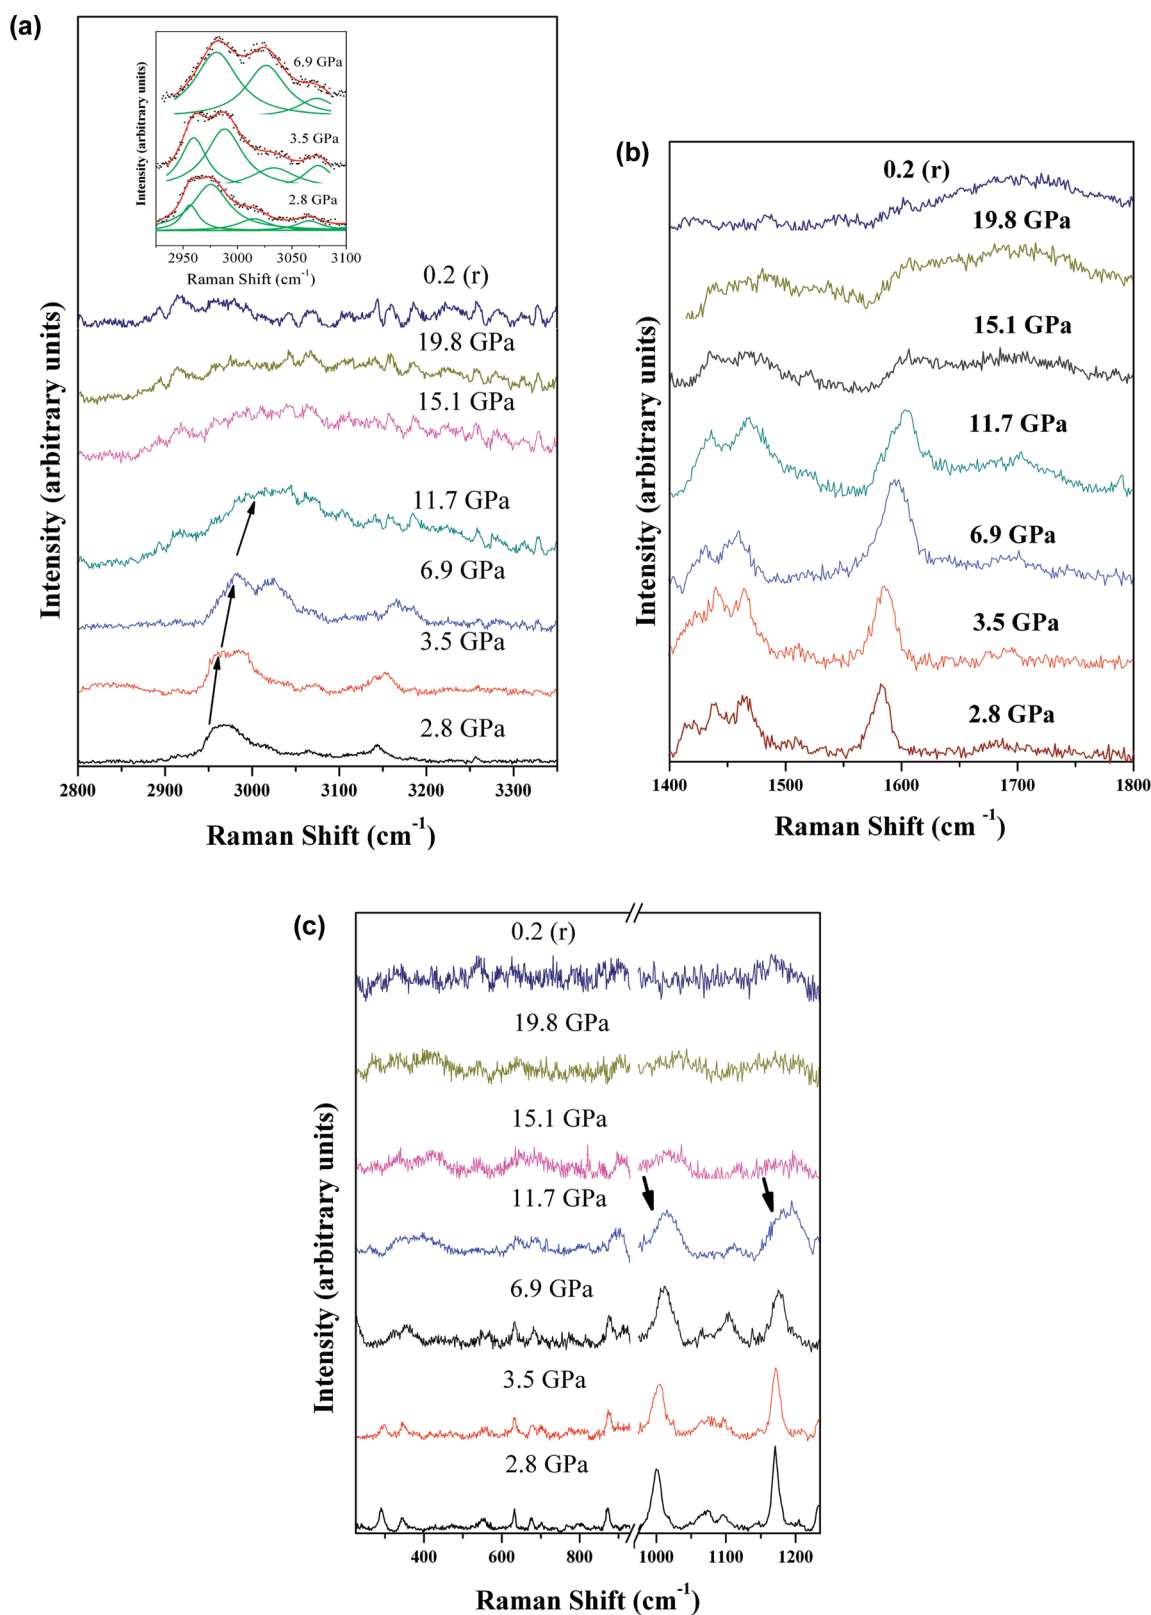 (a)
Intensity (arbitrary units)
6.9 GPa
3.5 GPa
2.8 GPa
2950 3000 3050 3100
Raman Shift (cm-1)
0.2 (r)
19.8 GPa
15.1 GPa
11.7 GPa
6.9 GPa
3.5 GPa
2.8 GPa
Intensity (arbitrary units)
2800 2900 3000 3100 3200 3300
Raman Shift (cm-1)
(b)
0.2 (r)
19.8 GPa
15.1 GPa
11.7 GPa
6.9 GPa
3.5 GPa
2.8 GPa
Intensity (arbitrary units)
1400 1500 1600 1700 1800
Raman Shift (cm -1)
(c)
0.2 (r)
19.8 GPa
15.1 GPa
11.7 GPa
6.9 GPa
3.5 GPa
2.8 GPa
Intensity (arbitrary units)
400 600 800 1000 1100 1200
Raman Shift (cm-1)